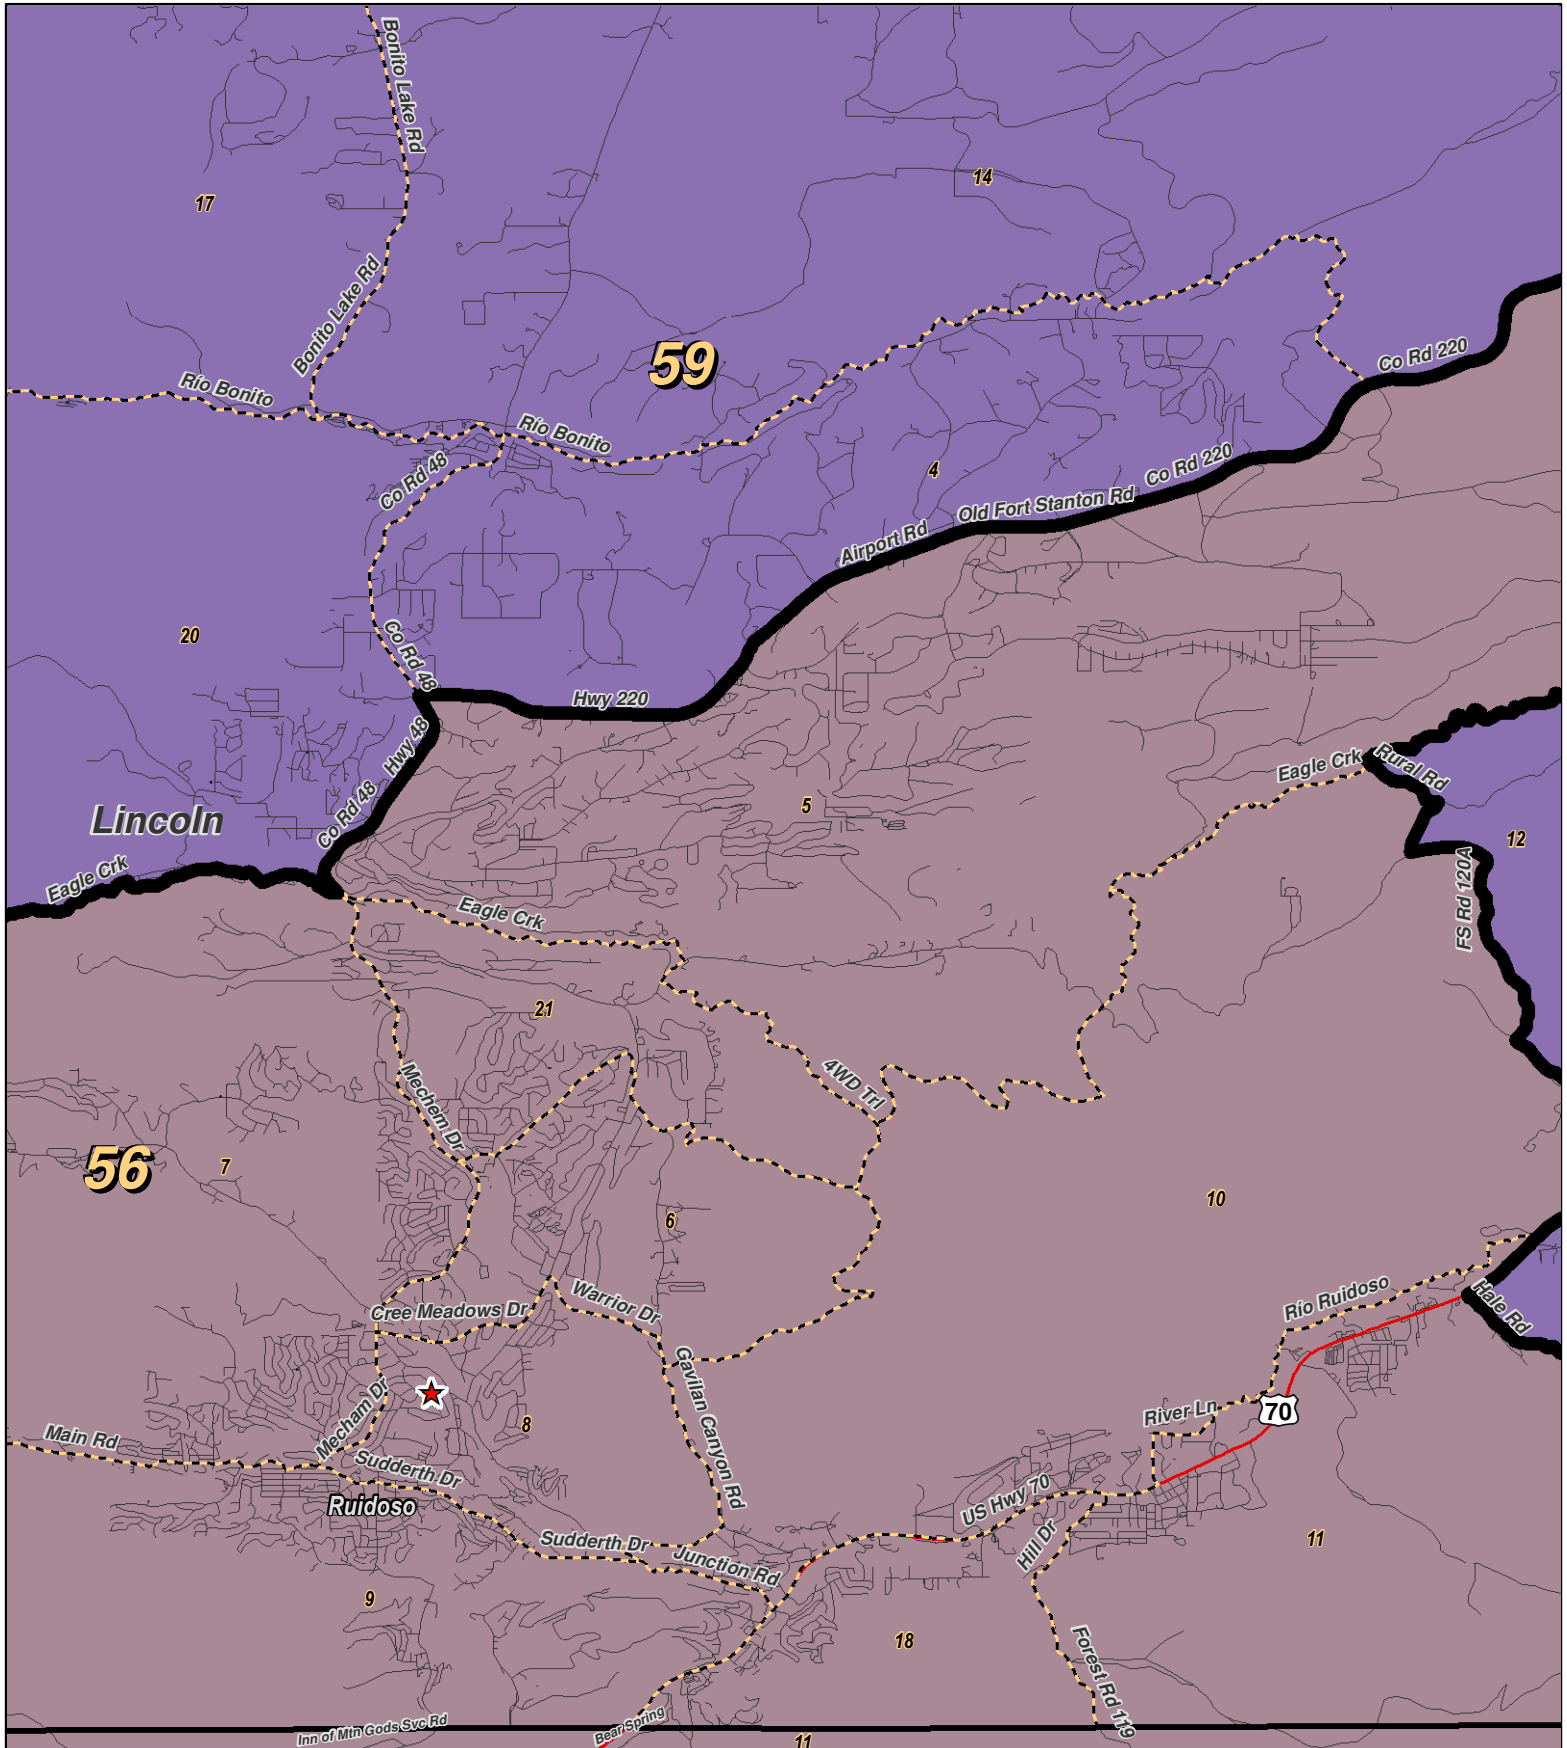 Bonito Lake Rd
14
17
Bonito Lake Rd
59
Co Rd 220
Río Bonito
Río Bonito
Co Rd 48
4
Co Rd 220
Old Fort Stanton Rd
Airport Rd
20
Co Rd 48
Hwy 220
Hwy 48
Eagle Crk
Rural Rd
Co Rd 48
5
Lincoln
12
Eagle Crk
FS Rd 120A
Eagle Crk
21
4WD Trl
Mechem Dr
56
7
10
6
Río Ruidoso
Hale Rd
Cree Meadows Dr
Warrior Dr
Gavilan Canyon Rd
Mecham Dr
River Ln
70
8
Main Rd
Sudderth Dr
US Hwy 70
Ruidoso
Sudderth Dr
Junction Rd
Hill Dr
11
9
18
Forest Rd 119
Inn of Mtn Gods Svc Rd
Bear Spring
11